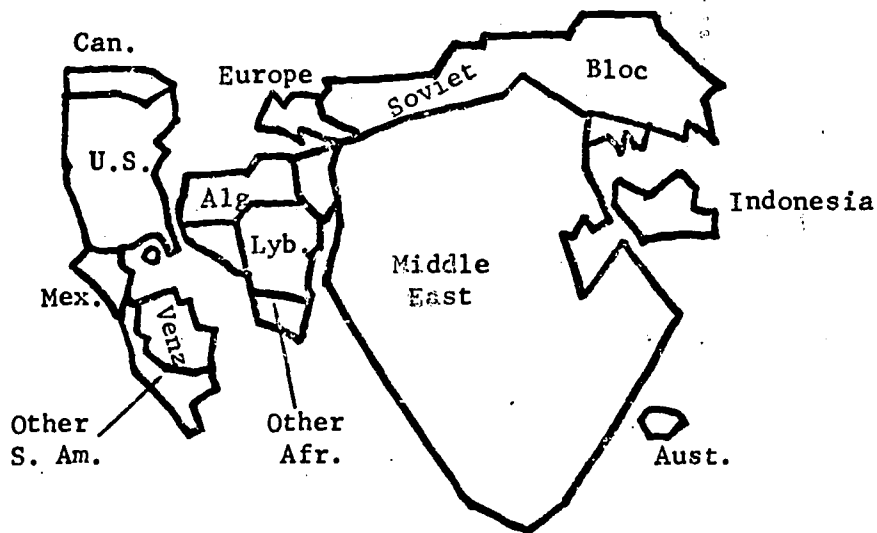 Can.
Europe
Soviet
Bloc
U.S.
Alg
Indonesia
Lyb.
Middle
East
Mex.
Venz
Other
S. Am.
Other
Afr.
Aust.